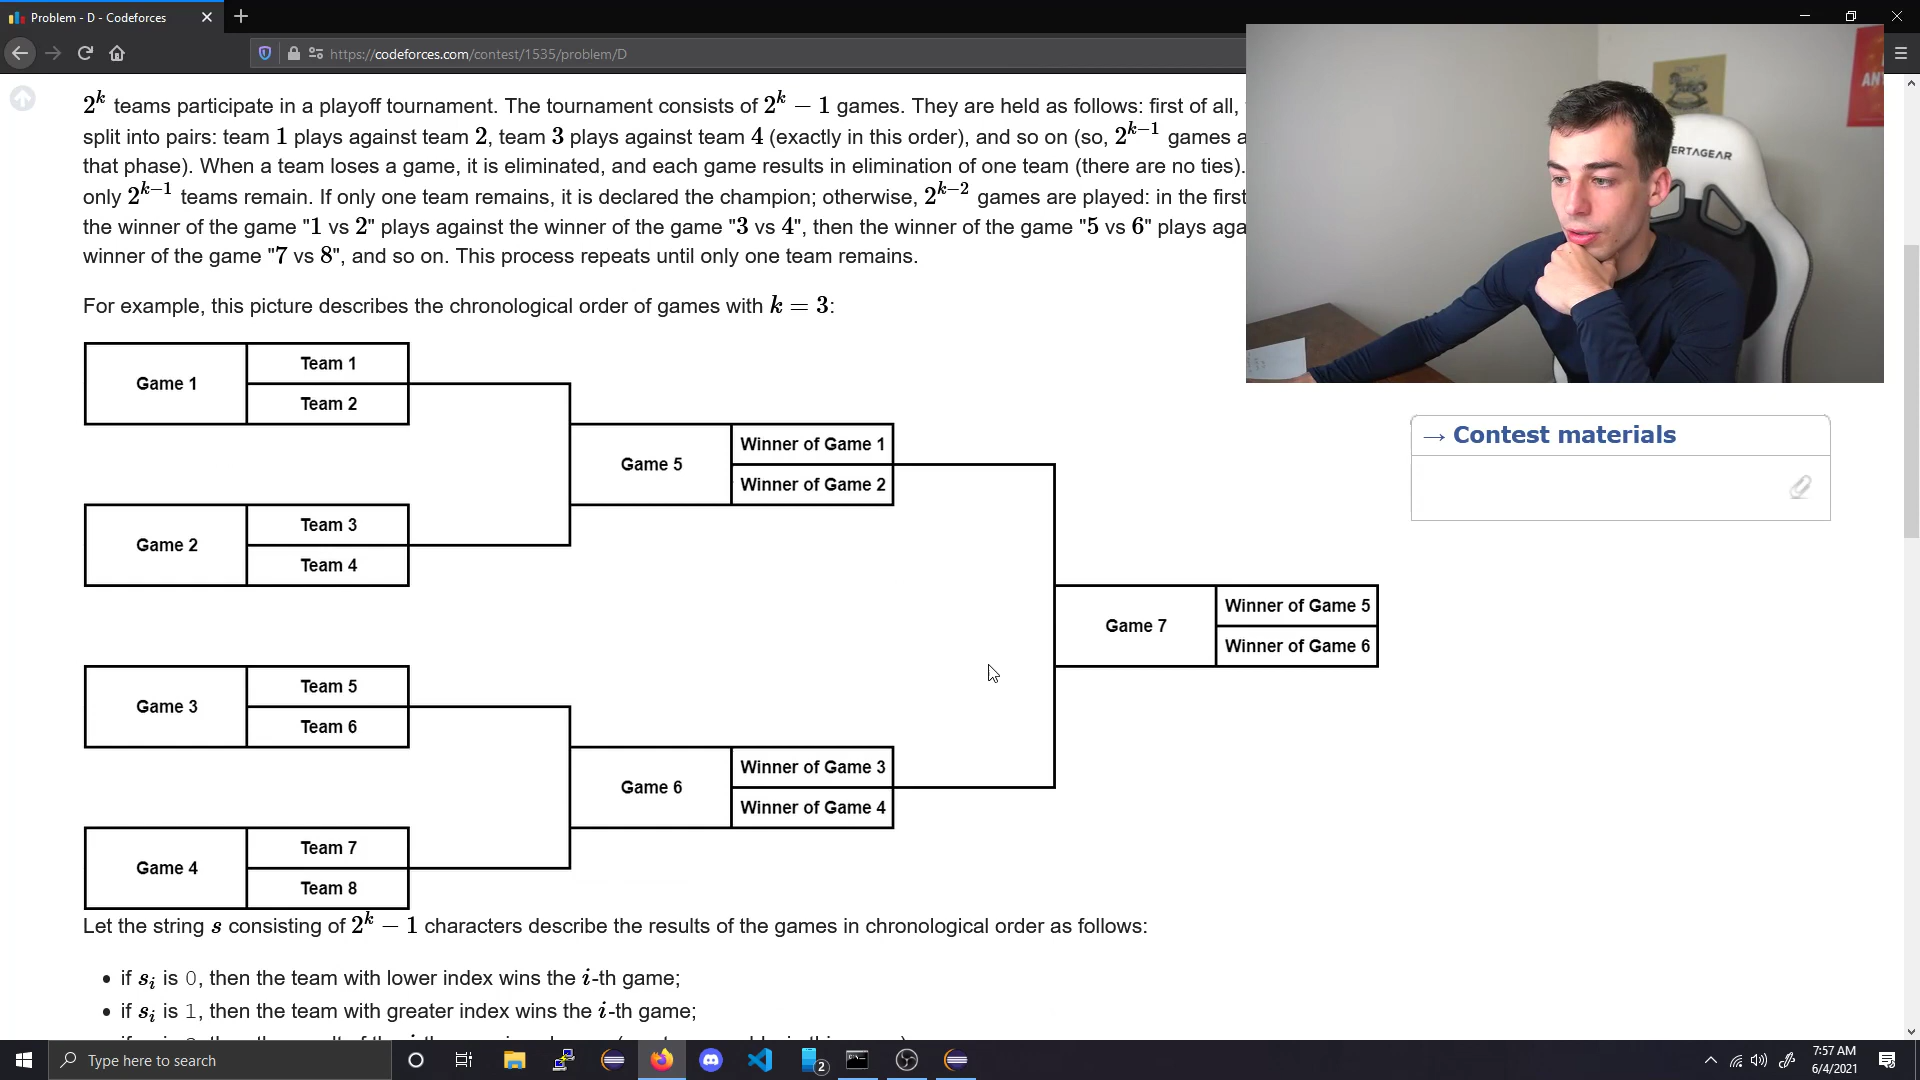 Problem - D - Codeforces
https://codeforces.com/contest/1535/problem/D
2^k teams participate in a playoff tournament. The tournament consists of 2^k − 1 games. They are held as follows: first of all,
split into pairs: team 1 plays against team 2, team 3 plays against team 4 (exactly in this order), and so on (so, 2^{k−1} games a
that phase). When a team loses a game, it is eliminated, and each game results in elimination of one team (there are no ties).
only 2^{k−1} teams remain. If only one team remains, it is declared the champion; otherwise, 2^{k−2} games are played: in the first
the winner of the game "1 vs 2" plays against the winner of the game "3 vs 4", then the winner of the game "5 vs 6" plays aga
winner of the game "7 vs 8", and so on. This process repeats until only one team remains.
For example, this picture describes the chronological order of games with k = 3:
Game 1
Team 1
Team 2
Game 2
Team 3
Team 4
Game 3
Team 5
Team 6
Game 4
Team 7
Team 8
Game 5
Winner of Game 1
Winner of Game 2
Game 6
Winner of Game 3
Winner of Game 4
Game 7
Winner of Game 5
Winner of Game 6
→ Contest materials
ERTAGEAR
AN
Let the string s consisting of 2^k − 1 characters describe the results of the games in chronological order as follows:
• if s_i is 0, then the team with lower index wins the i-th game;
• if s_i is 1, then the team with greater index wins the i-th game;
Type here to search
2
7:57 AM
6/4/2021